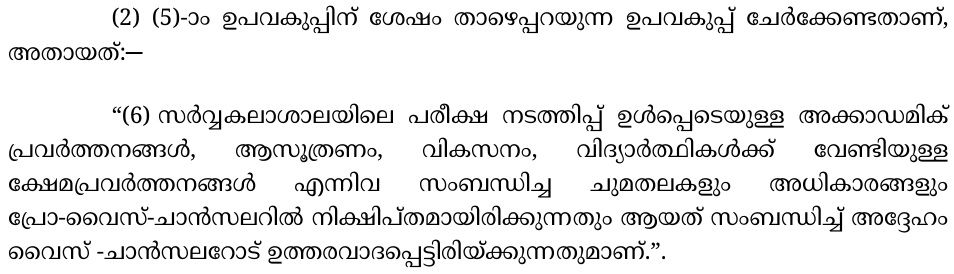 (2) (5)-ാം ഉപവകുപ്പിന് ശേഷം താഴെപ്പറയുന്ന ഉപവകുപ്പ് ചേർക്കേണ്ടതാണ്,
അതായത്:—
“(6) സർവ്വകലാശാലയിലെ പരീക്ഷ നടത്തിപ്പ് ഉൾപ്പെടെയുള്ള അക്കാഡമിക്
പ്രവർത്തനങ്ങൾ, ആസൂത്രണം, വികസനം, വിദ്യാർത്ഥികൾക്ക് വേണ്ടിയുള്ള
ക്ഷേമപ്രവർത്തനങ്ങൾ എന്നിവ സംബന്ധിച്ച ചുമതലകളും അധികാരങ്ങളും
പ്രോ-വൈസ്-ചാൻസലറിൽ നിക്ഷിപ്തമായിരിക്കുന്നതും ആയത് സംബന്ധിച്ച് അദ്ദേഹം
വൈസ് -ചാൻസലറോട് ഉത്തരവാദപ്പെട്ടിരിയ്ക്കുന്നതുമാണ്.”.